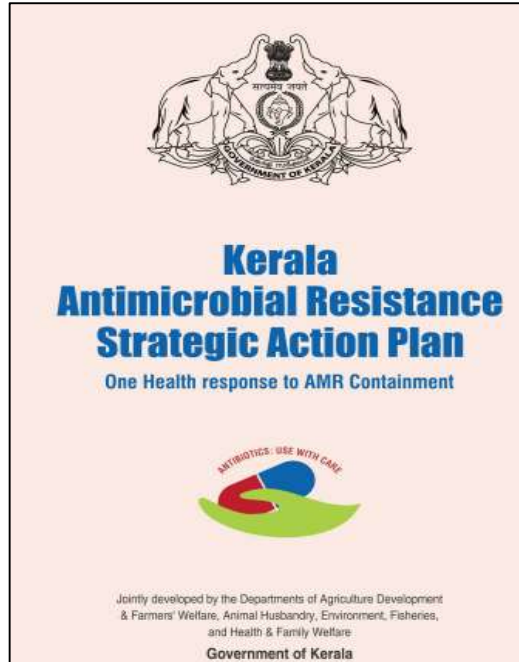 सत्यमेव जयते
GOVERNMENT OF KERALA
Kerala
Antimicrobial Resistance
Strategic Action Plan
One Health response to AMR Containment
ANTIBIOTICS: USE WITH CARE
Jointly developed by the Departments of Agriculture Development
& Farmers' Welfare, Animal Husbandry, Environment, Fisheries,
and Health & Family Welfare
Government of Kerala